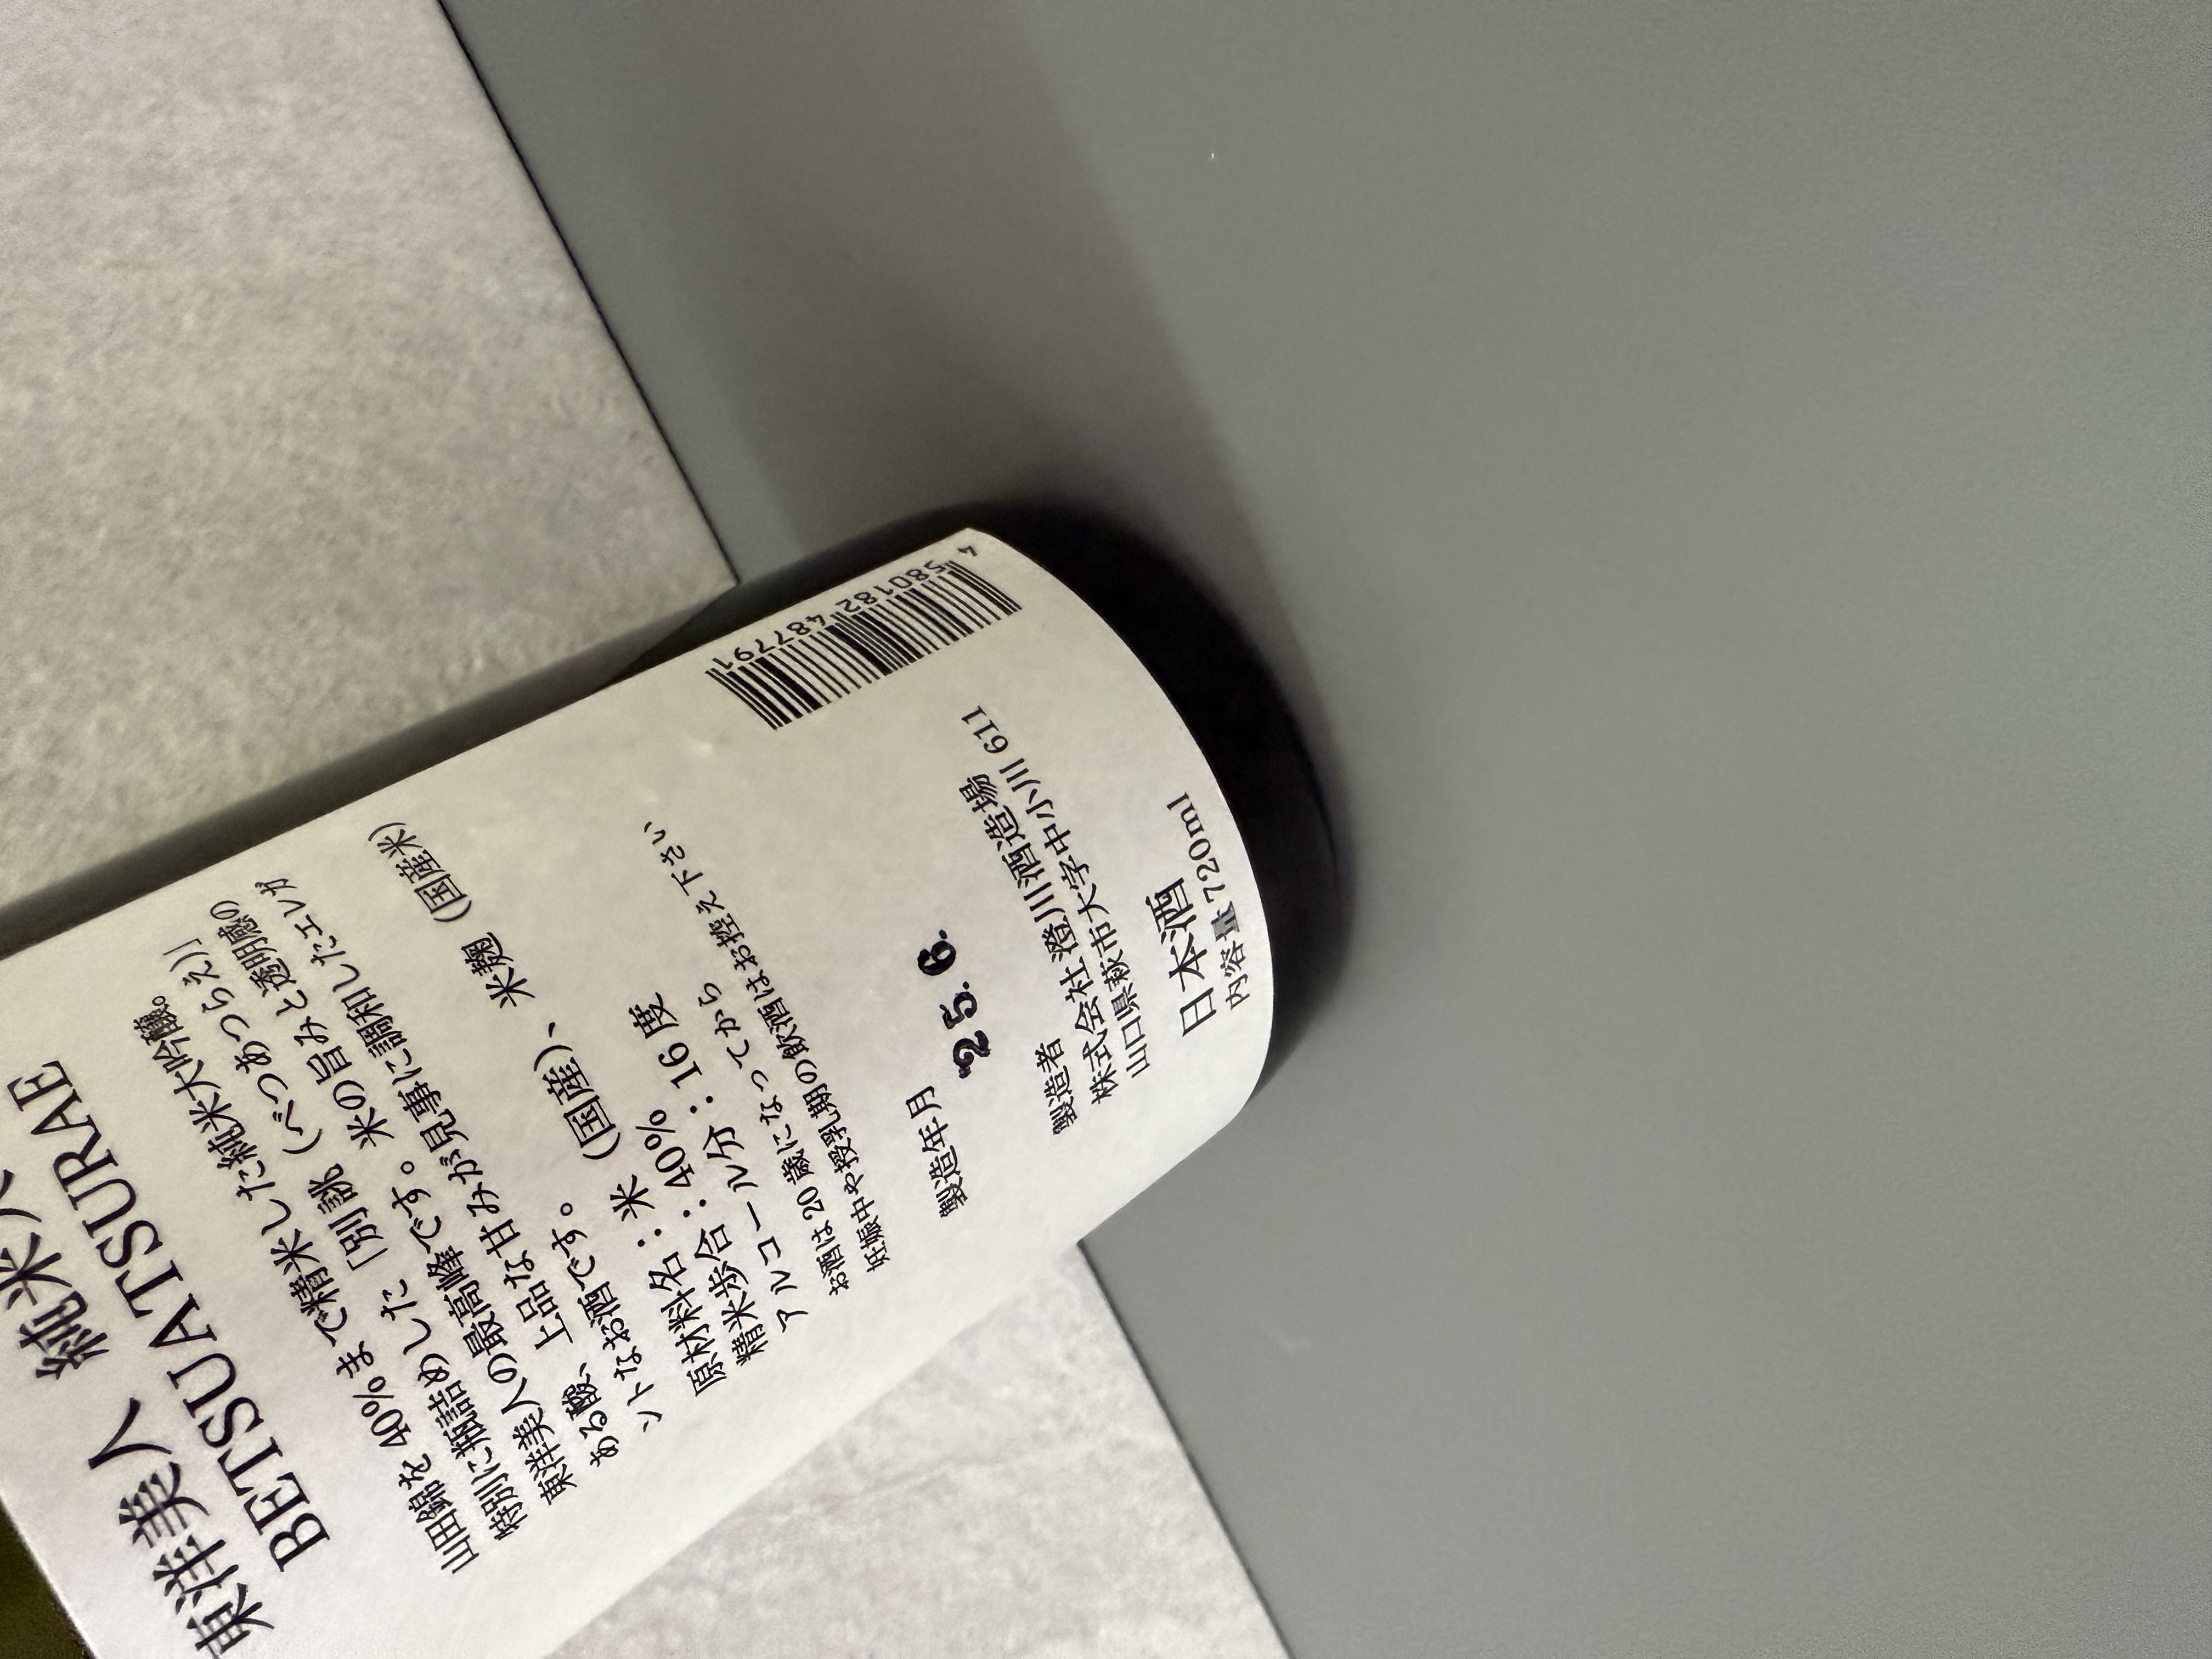 東洋美人 純米大
BETSUATSURAE
山田錦を 40%まで精米した純米大吟醸。
特別に瓶詰めした「別誂（べつあつらえ）」
東洋美人の最高峰です。米の旨みと透明感の
ある酸、上品な甘みが見事に調和したエレガ
ントなお酒です。
原材料名：米（国産）、米麹（国産米）
精米歩合：40%
アルコール分：16度
お酒は 20 歳になってから
妊娠中や授乳期の飲酒はお控え下さい
製造年月 '25.6.
製造者
株式会社 澄川酒造場
山口県萩市大字中小川 611
日本酒
内容量720ml
4 580182 487791